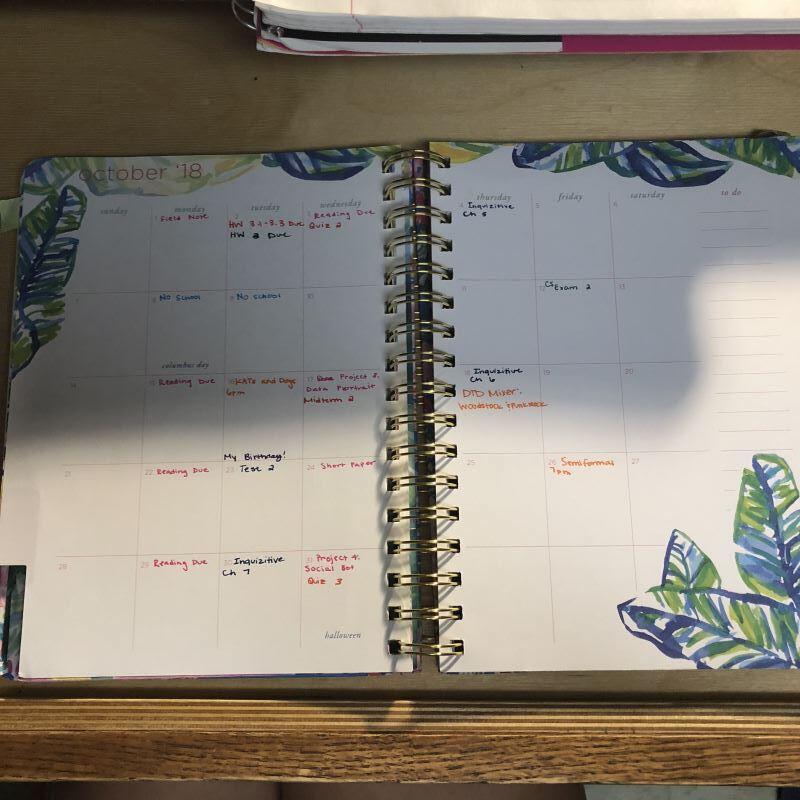 october '18
sunday monday tuesday wednesday thursday friday saturday to do
1 Field Note
2
HW 3.1-3.3 Due
HW 3 Due
3 Reading Due
Quiz 2
4 Inquizitive
Ch 5
5
6
7
8 No School
columbus day
9 No school
10
11
12 CS Exam 2
13
14
15 Reading Due
16 KATs and Dogs
6pm
My Birthday!
17 Project 3:
Data Portrait
Midterm 2
18 Inquizitive
Ch 6
DTD Mixer:
Woodstock & Punkrock
19
20
21
22 Reading Due
23 Test 2
24 Short Paper
25
26 Semiformal
7pm
27
28
29 Reading Due
30 Inquizitive
Ch 7
31 Project 4:
Social Bot
Quiz 3
halloween